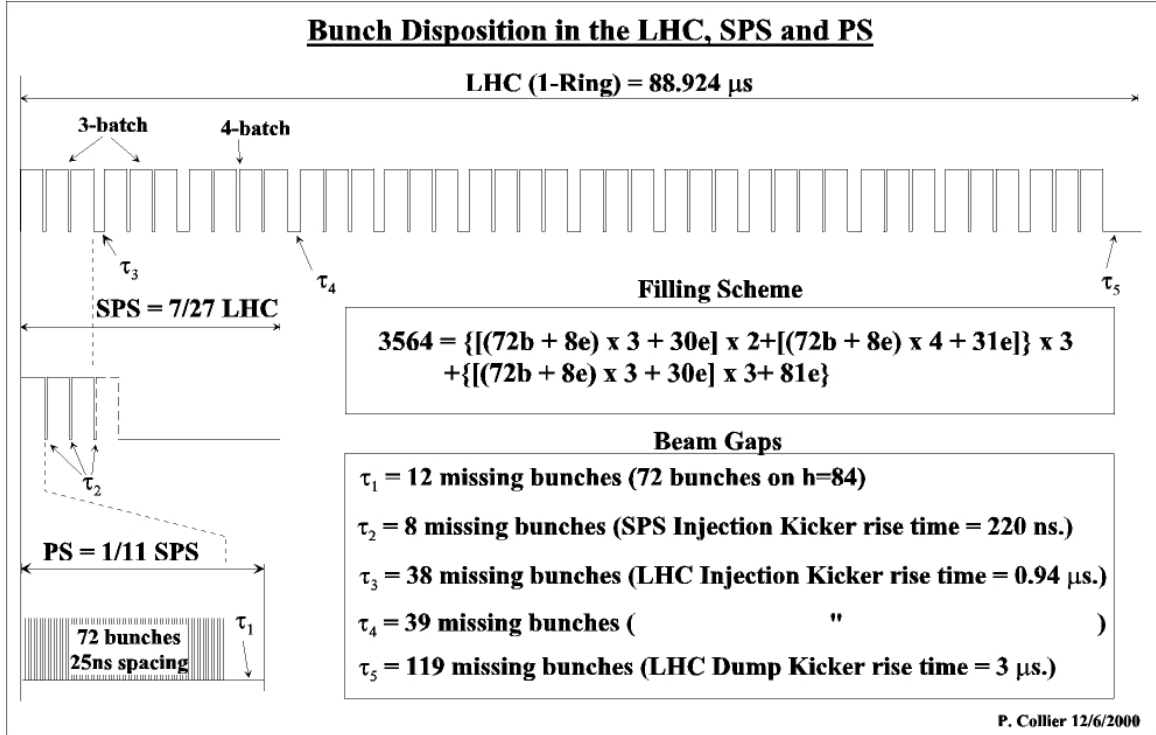 Bunch Disposition in the LHC, SPS and PS
LHC (1-Ring) = 88.924 μs
3-batch
4-batch
τ3
τ4
τ5
SPS = 7/27 LHC
Filling Scheme
3564 = {[(72b + 8e) x 3 + 30e] x 2+[(72b + 8e) x 4 + 31e]} x 3
+{[(72b + 8e) x 3 + 30e] x 3+ 81e}
τ2
Beam Gaps
τ1 = 12 missing bunches (72 bunches on h=84)
τ2 = 8 missing bunches (SPS Injection Kicker rise time = 220 ns.)
τ3 = 38 missing bunches (LHC Injection Kicker rise time = 0.94 μs.)
τ4 = 39 missing bunches ( " )
τ5 = 119 missing bunches (LHC Dump Kicker rise time = 3 μs.)
PS = 1/11 SPS
τ1
72 bunches
25ns spacing
P. Collier 12/6/2000